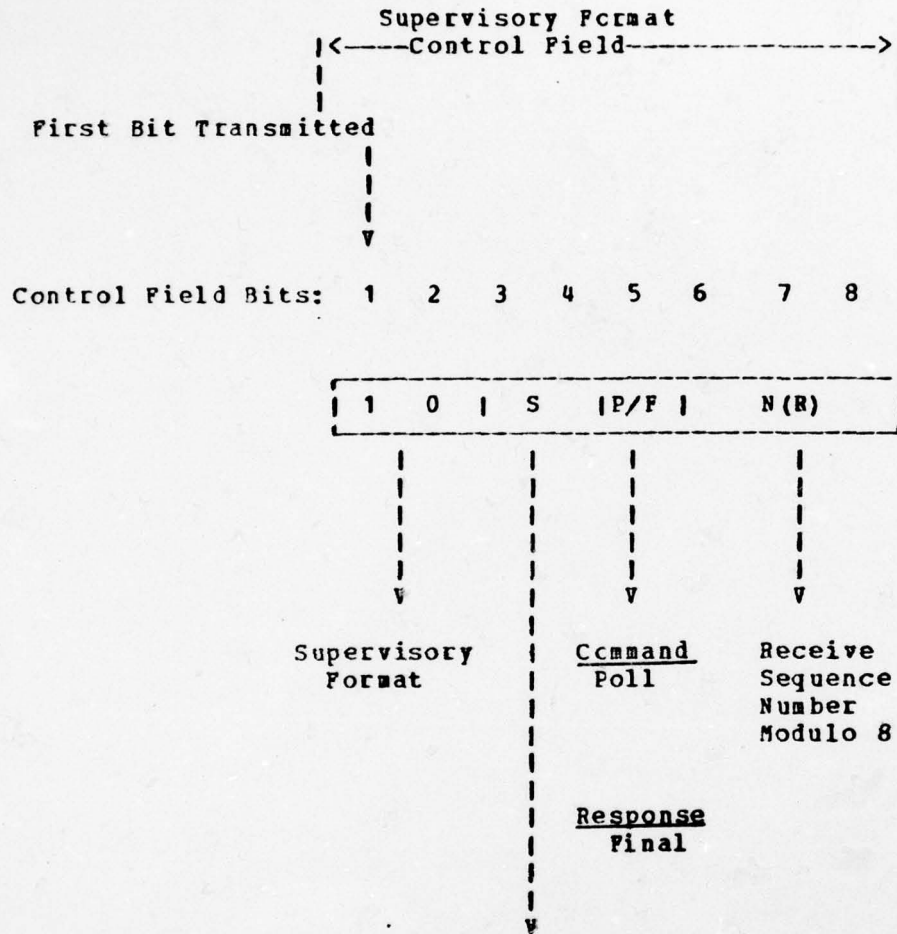 Supervisory Format
|<-----Control Field--------------->
First Bit Transmitted
Control Field Bits: 1 2 3 4 5 6 7 8
| 1 0 | S |P/F | N(R)
Supervisory Format
Command
Poll
Receive
Sequence
Number
Modulo 8
Response
Final